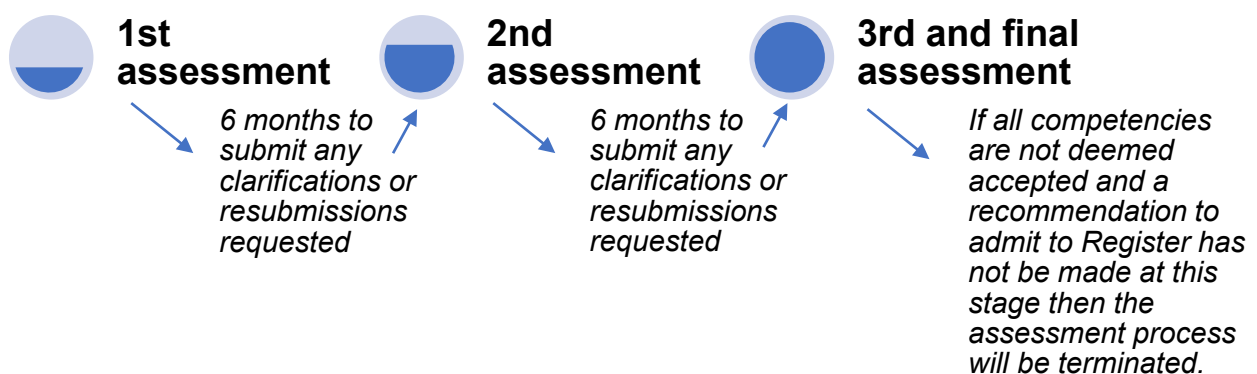 1st
assessment
6 months to
submit any
clarifications or
resubmissions
requested
2nd
assessment
6 months to
submit any
clarifications or
resubmissions
requested
3rd and final
assessment
If all competencies
are not deemed
accepted and a
recommendation to
admit to Register has
not be made at this
stage then the
assessment process
will be terminated.